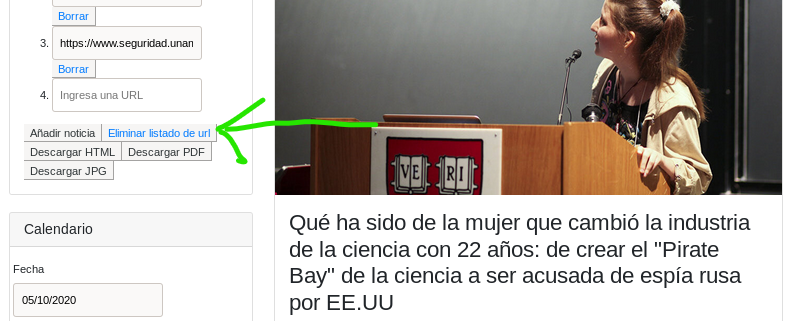 Borrar
3. https://www.seguridad.unan
Borrar
4. Ingresa una URL
Añadir noticia Eliminar listado de url
Descargar HTML Descargar PDF
Descargar JPG
Calendario
Fecha
05/10/2020
VE RI
Qué ha sido de la mujer que cambió la industria
de la ciencia con 22 años: de crear el "Pirate
Bay" de la ciencia a ser acusada de espía rusa
por EE.UU